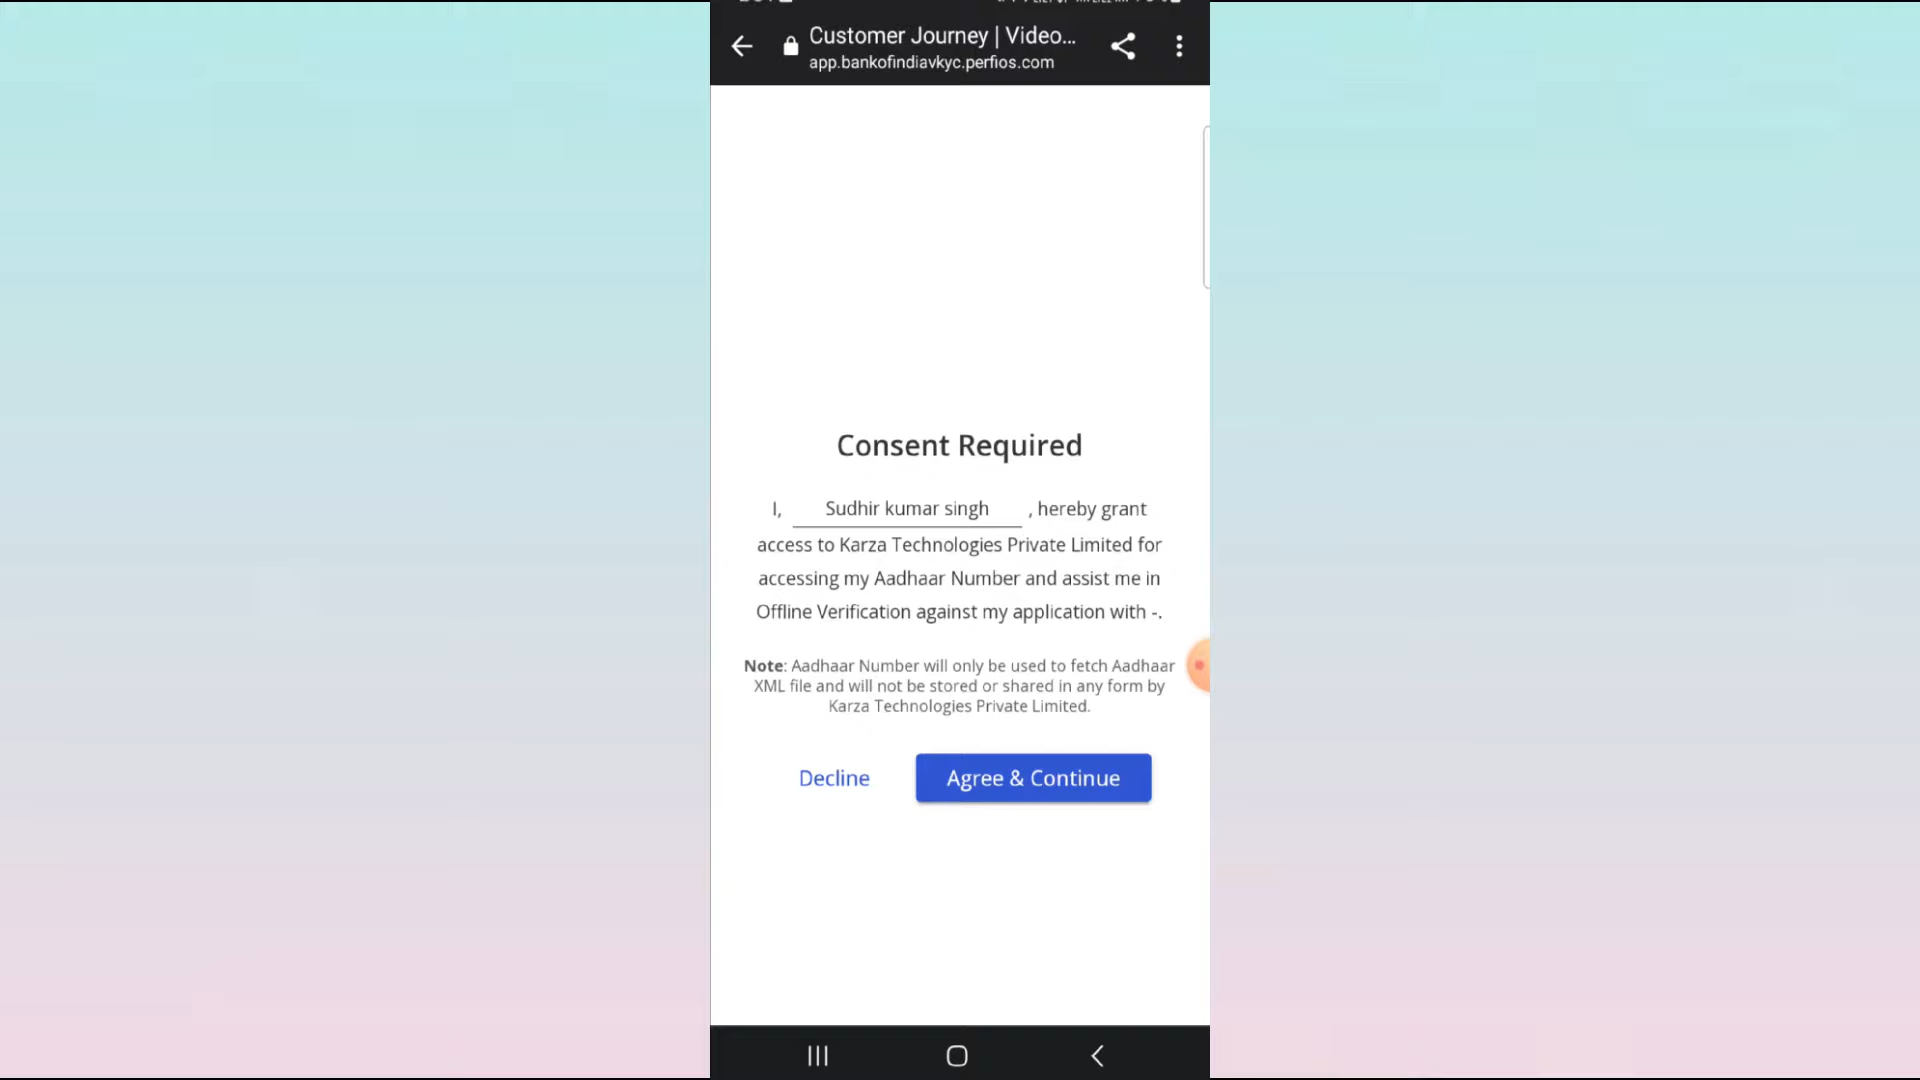 Customer Journey | Video...
app.bankofindiavkyc.perfios.com
Consent Required
I, Sudhir kumar singh , hereby grant
access to Karza Technologies Private Limited for
accessing my Aadhaar Number and assist me in
Offline Verification against my application with -.
Note: Aadhaar Number will only be used to fetch Aadhaar
XML file and will not be stored or shared in any form by
Karza Technologies Private Limited.
Decline
Agree & Continue